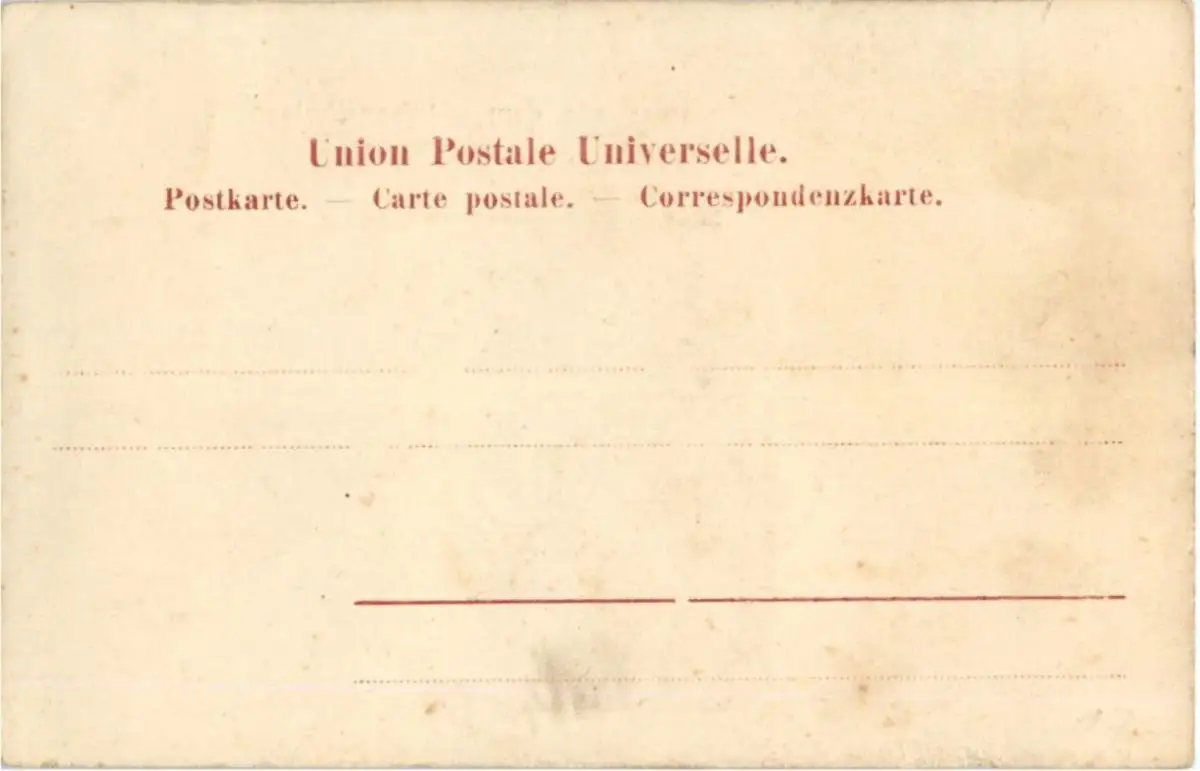 Union Postale Universelle.
Postkarte. — Carte postale. — Correspondenzkarte.